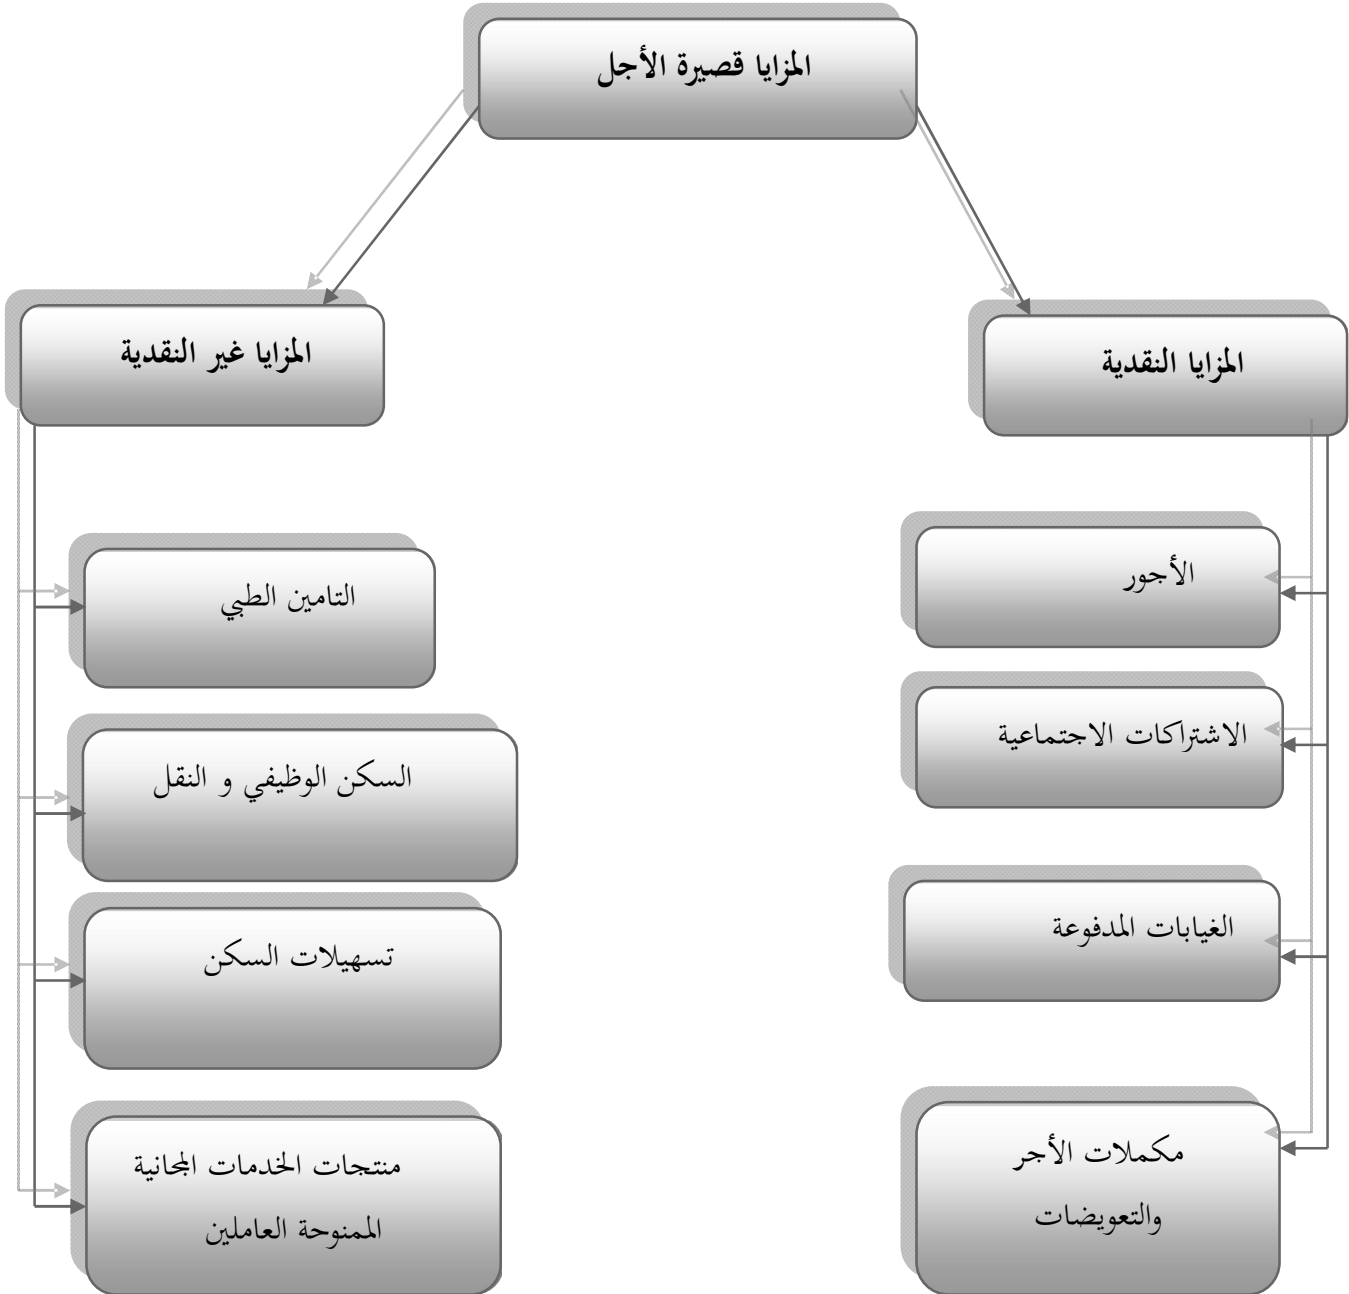 المزايا قصيرة الأجل
المزايا النقدية
المزايا غير النقدية
الأجور
الاشتراكات الاجتماعية
الغيابات المدفوعة
مكملات الأجر
والتعويضات
التامين الطبي
السكن الوظيفي و النقل
تسهيلات السكن
منتجات الخدمات المجانية
الممنوحة العاملين